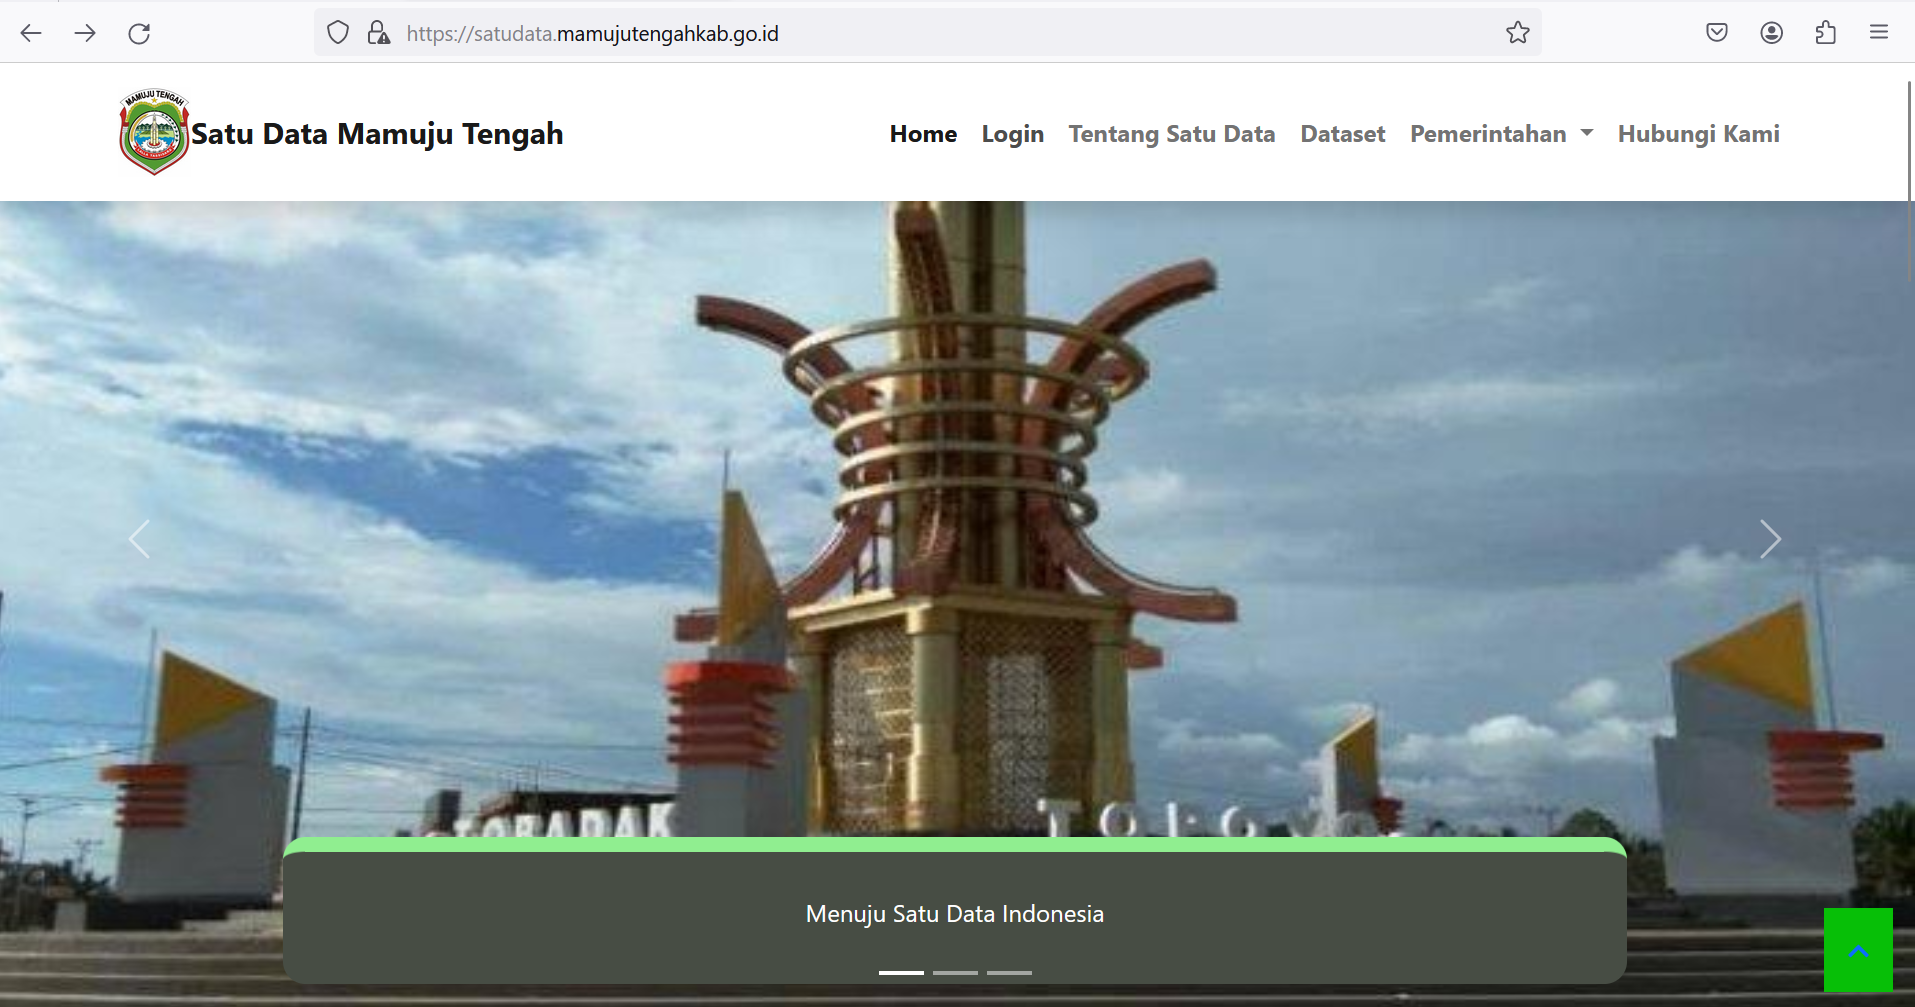 https://satudata.mamujutengahkab.go.id
MAMUJU TENGAH
Satu Data Mamuju Tengah
Home Login Tentang Satu Data Dataset Pemerintahan Hubungi Kami
TOBADAK
Menuju Satu Data Indonesia